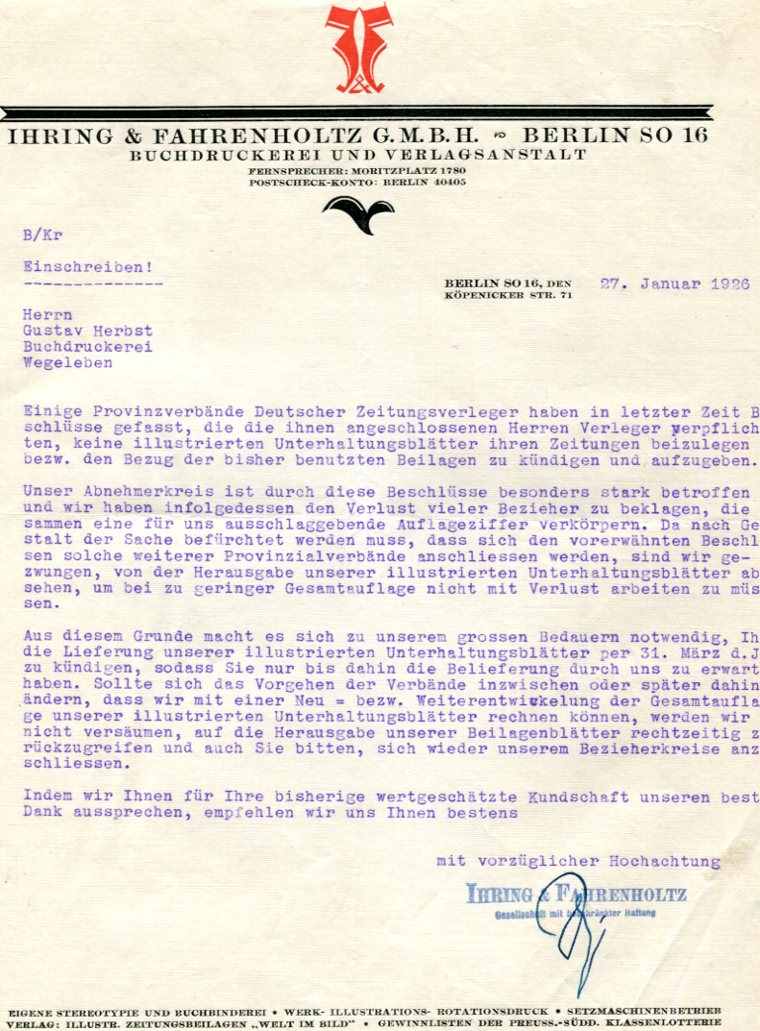 IHRING & FAHRENHOLTZ G.M.B.H. BERLIN SO 16
BUCHDRUCKEREI UND VERLAGSANSTALT
FERNSPRECHER: MORITZPLATZ 1780
POSTSCHECK-KONTO: BERLIN 40405
B/Kr
Einschreiben!
BERLIN SO 16, DEN 27. Januar 1926
KÖPENICKER STR. 71
Herrn
Gustav Herbst
Buchdruckerei
Wegeleben
Einige Provinzverbände Deutscher Zeitungsverleger haben in letzter Zeit B
schlüsse gefasst, die die ihnen angeschlossenen Herren Verleger verpflich
ten, keine illustrierten Unterhaltungsblätter ihren Zeitungen beizulegen
bezw. den Bezug der bisher benutzten Beilagen zu kündigen und aufzugeben.
Unser Abnehmerkreis ist durch diese Beschlüsse besonders stark betroffen
und wir haben infolgedessen den Verlust vieler Bezieher zu beklagen, die
sammen eine für uns ausschlaggebende Auflageziffer verkörpern. Da nach Ge
stalt der Sache befürchtet werden muss, dass sich den vorerwähnten Beschl
sen solche weiterer Provinzialverbände anschliessen werden, sind wir ge-
zwungen, von der Herausgabe unserer illustrierten Unterhaltungsblätter ab
sehen, um bei zu geringer Gesamtauflage nicht mit Verlust arbeiten zu müs
sen.
Aus diesem Grunde macht es sich zu unserem grossen Bedauern notwendig, Ih
die Lieferung unserer illustrierten Unterhaltungsblätter per 31. März d.J
zu kündigen, sodass Sie nur bis dahin die Belieferung durch uns zu erwart
haben. Sollte sich das Vorgehen der Verbände inzwischen oder später dahin
ändern, dass wir mit einer Neu = bezw. Weiterentwickelung der Gesamtaufla
ge unserer illustrierten Unterhaltungsblätter rechnen können, werden wir
nicht versäumen, auf die Herausgabe unserer Beilagenblätter rechtzeitig z
rückzugreifen und auch Sie bitten, sich wieder unserem Bezieherkreise anz
schliessen.
Indem wir Ihnen für Ihre bisherige wertgeschätzte Kundschaft unseren best
Dank aussprechen, empfehlen wir uns Ihnen bestens
mit vorzüglicher Hochachtung
IHRING & FAHRENHOLTZ
Gesellschaft mit beschränkter Haftung
EIGENE STEREOTYPIE UND BUCHBINDEREI • WERK- ILLUSTRATIONS- ROTATIONSDRUCK • SETZMASCHINENBETRIEB
VERLAG: ILLUSTR. ZEITUNGSBEILAGEN „WELT IM BILD" • GEWINNLISTEN DER PREUSS.-SÜDD. KLASSENLOTTERIE